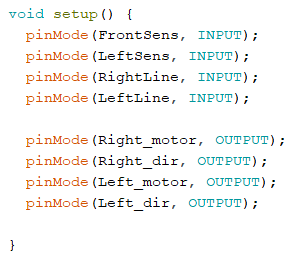 void setup() {
  pinMode(FrontSens, INPUT);
  pinMode(LeftSens, INPUT);
  pinMode(RightLine, INPUT);
  pinMode(LeftLine, INPUT);

  pinMode(Right_motor, OUTPUT);
  pinMode(Right_dir, OUTPUT);
  pinMode(Left_motor, OUTPUT);
  pinMode(Left_dir, OUTPUT);

}